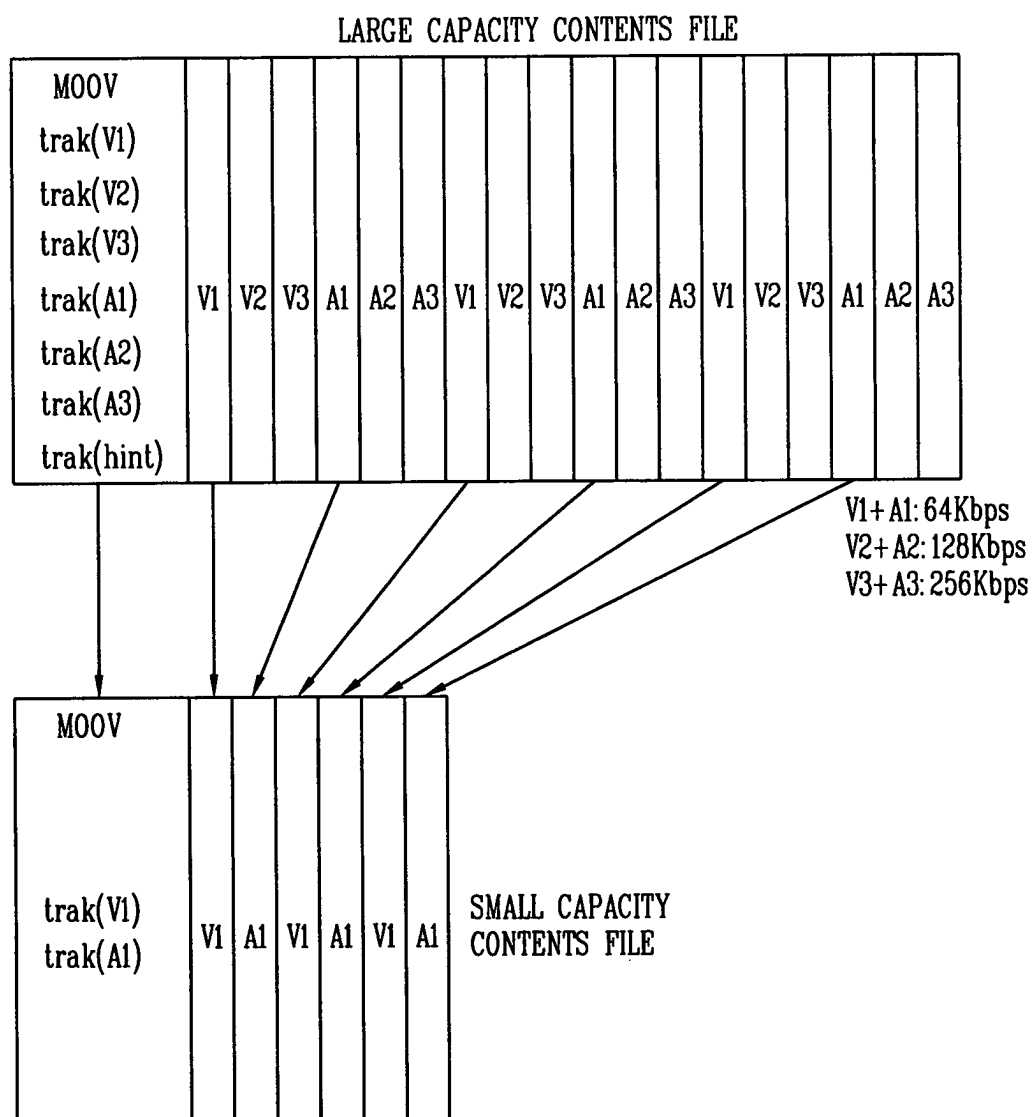 LARGE CAPACITY CONTENTS FILE
MOOV
trak(V1)
trak(V2)
trak(V3)
trak(A1)
trak(A2)
trak(A3)
trak(hint)
V1 V2 V3 A1 A2 A3 V1 V2 V3 A1 A2 A3 V1 V2 V3 A1 A2 A3
V1+A1: 64Kbps
V2+A2: 128Kbps
V3+A3: 256Kbps
MOOV
trak(V1)
trak(A1)
V1 A1 V1 A1 V1 A1
SMALL CAPACITY
CONTENTS FILE